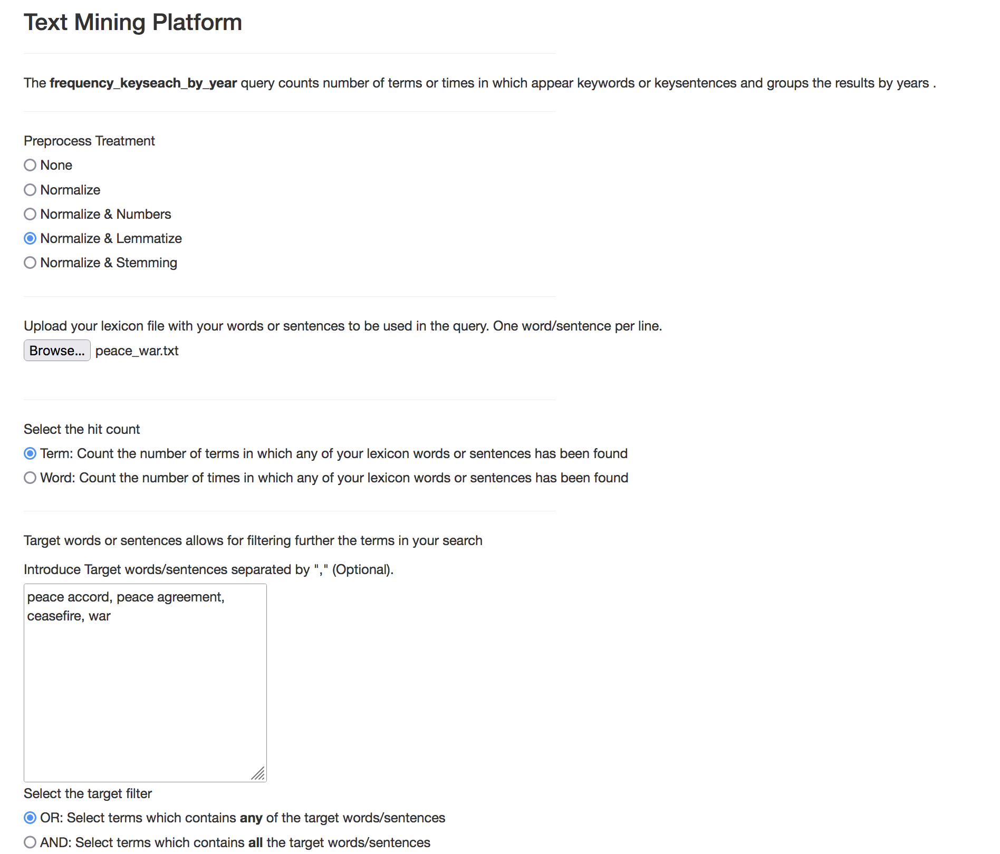 Text Mining Platform
The frequency_keyseach_by_year query counts number of terms or times in which appear keywords or keysentences and groups the results by years .
Preprocess Treatment
None
Normalize
Normalize & Numbers
Normalize & Lemmatize
Normalize & Stemming
Upload your lexicon file with your words or sentences to be used in the query. One word/sentence per line.
Browse... peace_war.txt
Select the hit count
Term: Count the number of terms in which any of your lexicon words or sentences has been found
Word: Count the number of times in which any of your lexicon words or sentences has been found
Target words or sentences allows for filtering further the terms in your search
Introduce Target words/sentences separated by "," (Optional).
peace accord, peace agreement,
ceasefire, war
Select the target filter
OR: Select terms which contains any of the target words/sentences
AND: Select terms which contains all the target words/sentences